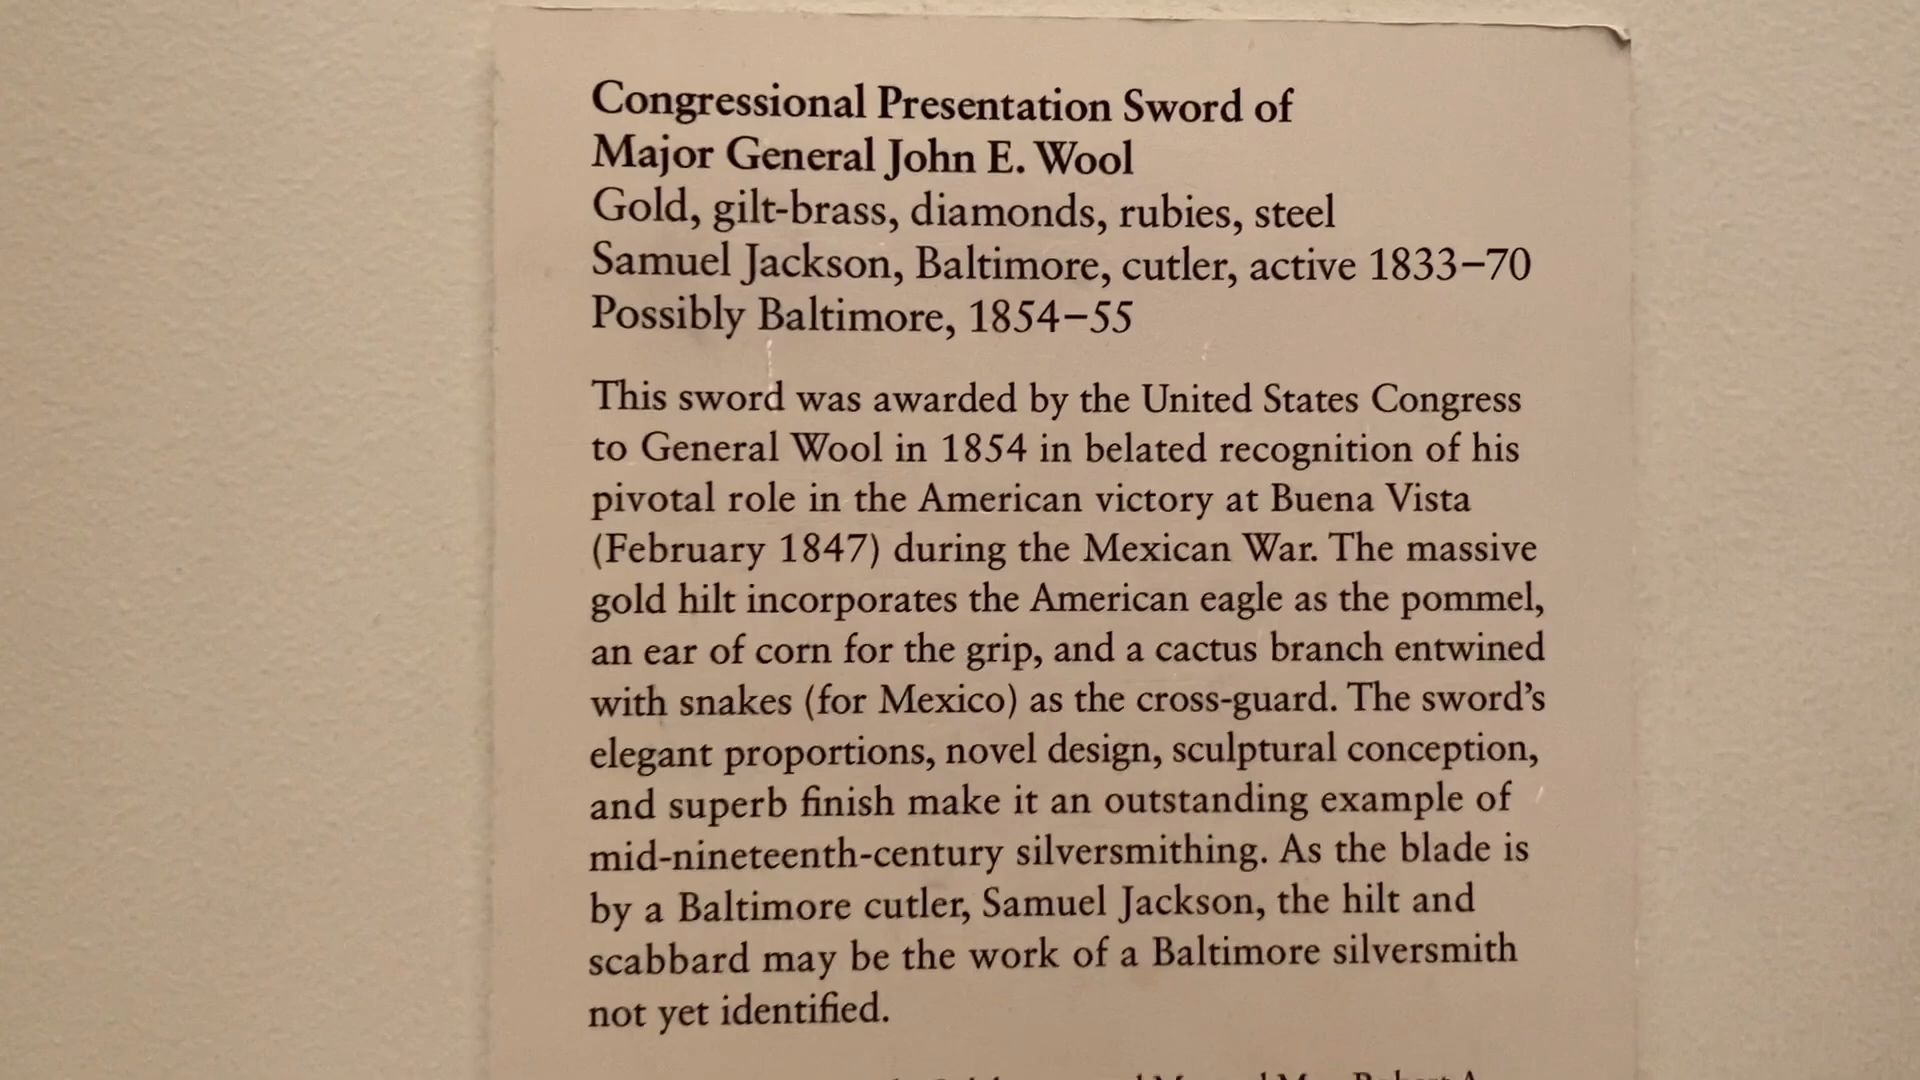 Congressional Presentation Sword of
Major General John E. Wool
Gold, gilt-brass, diamonds, rubies, steel
Samuel Jackson, Baltimore, cutler, active 1833–70
Possibly Baltimore, 1854–55
This sword was awarded by the United States Congress
to General Wool in 1854 in belated recognition of his
pivotal role in the American victory at Buena Vista
(February 1847) during the Mexican War. The massive
gold hilt incorporates the American eagle as the pommel,
an ear of corn for the grip, and a cactus branch entwined
with snakes (for Mexico) as the cross-guard. The sword’s
elegant proportions, novel design, sculptural conception,
and superb finish make it an outstanding example of
mid-nineteenth-century silversmithing. As the blade is
by a Baltimore cutler, Samuel Jackson, the hilt and
scabbard may be the work of a Baltimore silversmith
not yet identified.